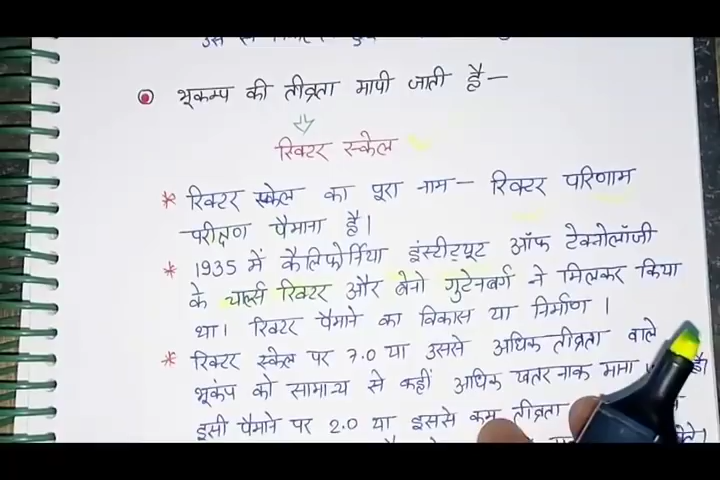 भूकम्प की तीव्रता मापी जाती है—
रिक्टर स्केल
* रिक्टर स्केल का पूरा नाम— रिक्टर परिणाम
परीक्षण पैमाना है।
* 1935 में कैलिफोर्निया इंस्टीट्यूट ऑफ टेक्नोलॉजी
के चार्ल्स रिक्टर और बेनो गुटेनबर्ग ने मिलकर किया
था। रिक्टर पैमाने का विकास या निर्माण।
* रिक्टर स्केल पर 7.0 या उससे अधिक तीव्रता वाले
भूकंप को सामान्य से कहीं अधिक खतरनाक माना है।
इसी पैमाने पर 2.0 या इससे कम तीव्रता